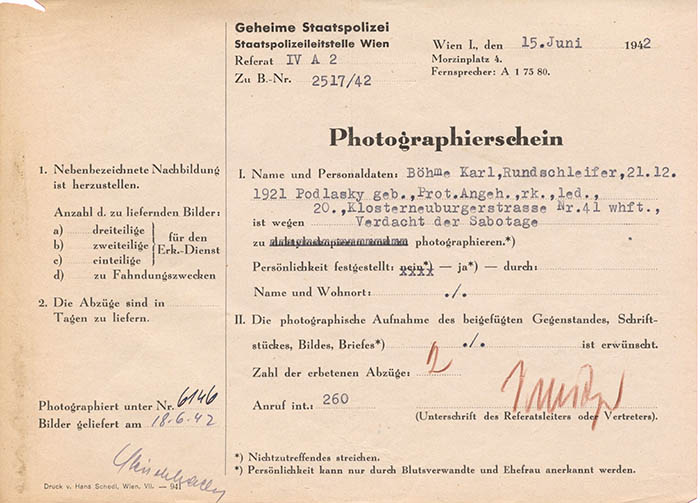 Geheime Staatspolizei
Staatspolizeileitstelle Wien
Referat IV A 2
Zu B.-Nr. 2517/42
Wien I., den 15. Juni 1942
Morzinplatz 4.
Fernsprecher: A 1 75 80.
Photographierschein
1. Nebenbezeichnete Nachbildung
ist herzustellen.
Anzahl d. zu liefernden Bilder:
a) dreiteilige
b) zweiteilige
c) einteilige
für den
Erk.-Dienst
d) zu Fahndungszwecken
2. Die Abzüge sind in
Tagen zu liefern.
Photographiert unter Nr. 6146
Bilder geliefert am 18.6.42
Druck v. Hans Schedl, Wien, VII. — 941
I. Name und Personaldaten: Böhme Karl, Rundschleifer, 21.12.
1921 Podlasky geb., Prot.Angeh., rk., led.,
20., Klosterneuburgerstrasse Nr.41 whft.,
ist wegen Verdacht der Sabotage
zu photographieren.*)
Persönlichkeit festgestellt: nein*) — ja*) — durch:
Name und Wohnort: ./.
II. Die photographische Aufnahme des beigefügten Gegenstandes, Schrift-
stückes, Bildes, Briefes*) ./. ist erwünscht.
Zahl der erbetenen Abzüge: 2
Anruf int.: 260
(Unterschrift des Referatsleiters oder Vertreters).
*) Nichtzutreffendes streichen.
*) Persönlichkeit kann nur durch Blutsverwandte und Ehefrau anerkannt werden.